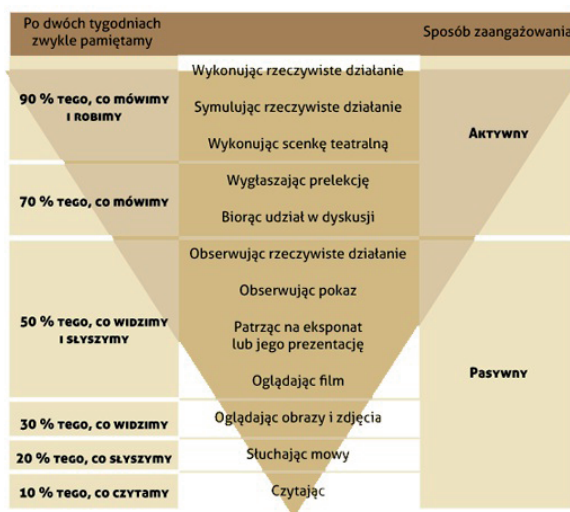 Po dwóch tygodniach
zwykle pamiętamy
Sposób zaangażowania
90 % tego, co mówimy
i robimy
Wykonując rzeczywiste działanie
Symulując rzeczywiste działanie
Wykonując scenkę teatralną
Aktywny
70 % tego, co mówimy
Wygłaszając prelekcję
Biorąc udział w dyskusji
50 % tego, co widzimy
i słyszymy
Obserwując rzeczywiste działanie
Obserwując pokaz
Patrząc na eksponat
lub jego prezentację
Oglądając film
Pasywny
30 % tego, co widzimy
Oglądając obrazy i zdjęcia
20 % tego, co słyszymy
Słuchając mowy
10 % tego, co czytamy
Czytając